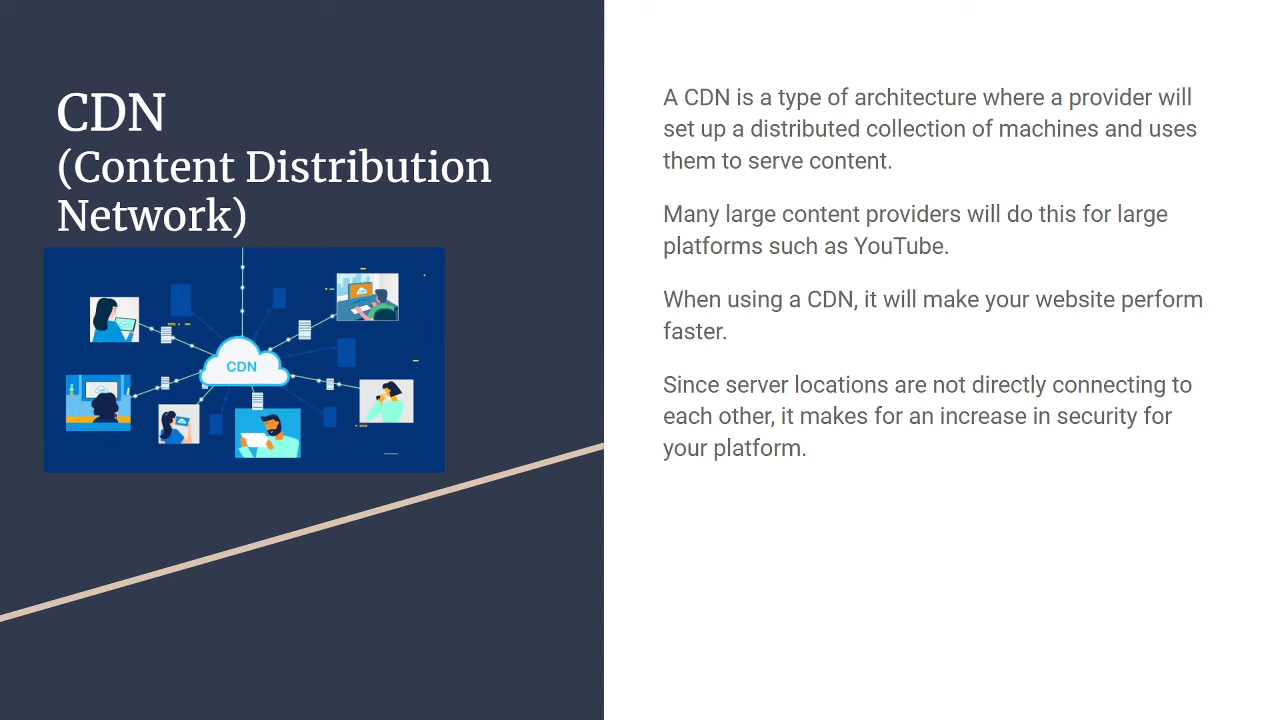 CDN
(Content Distribution
Network)
CDN
A CDN is a type of architecture where a provider will
set up a distributed collection of machines and uses
them to serve content.
Many large content providers will do this for large
platforms such as YouTube.
When using a CDN, it will make your website perform
faster.
Since server locations are not directly connecting to
each other, it makes for an increase in security for
your platform.